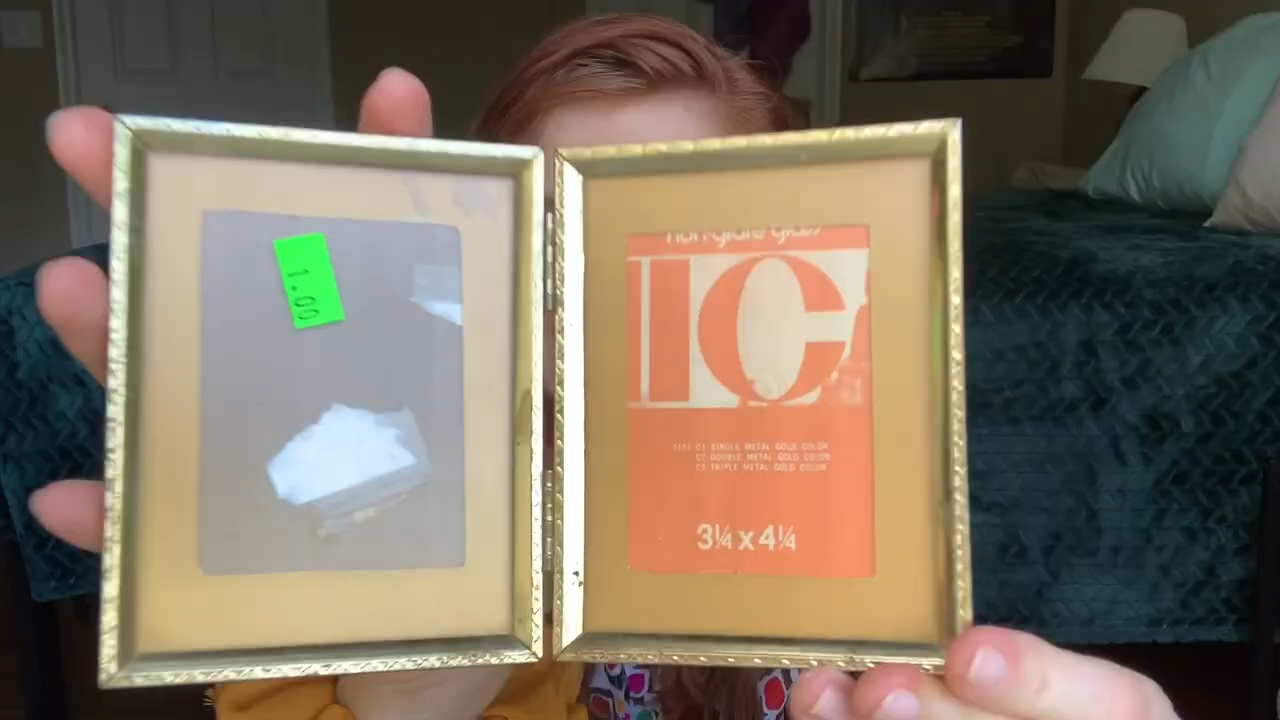 1.00
non-glare glass
IC
TISI C1 SINGLE METAL GOLD COLOR
C2 DOUBLE METAL GOLD COLOR
C3 TRIPLE METAL GOLD COLOR
3¼ x 4¼